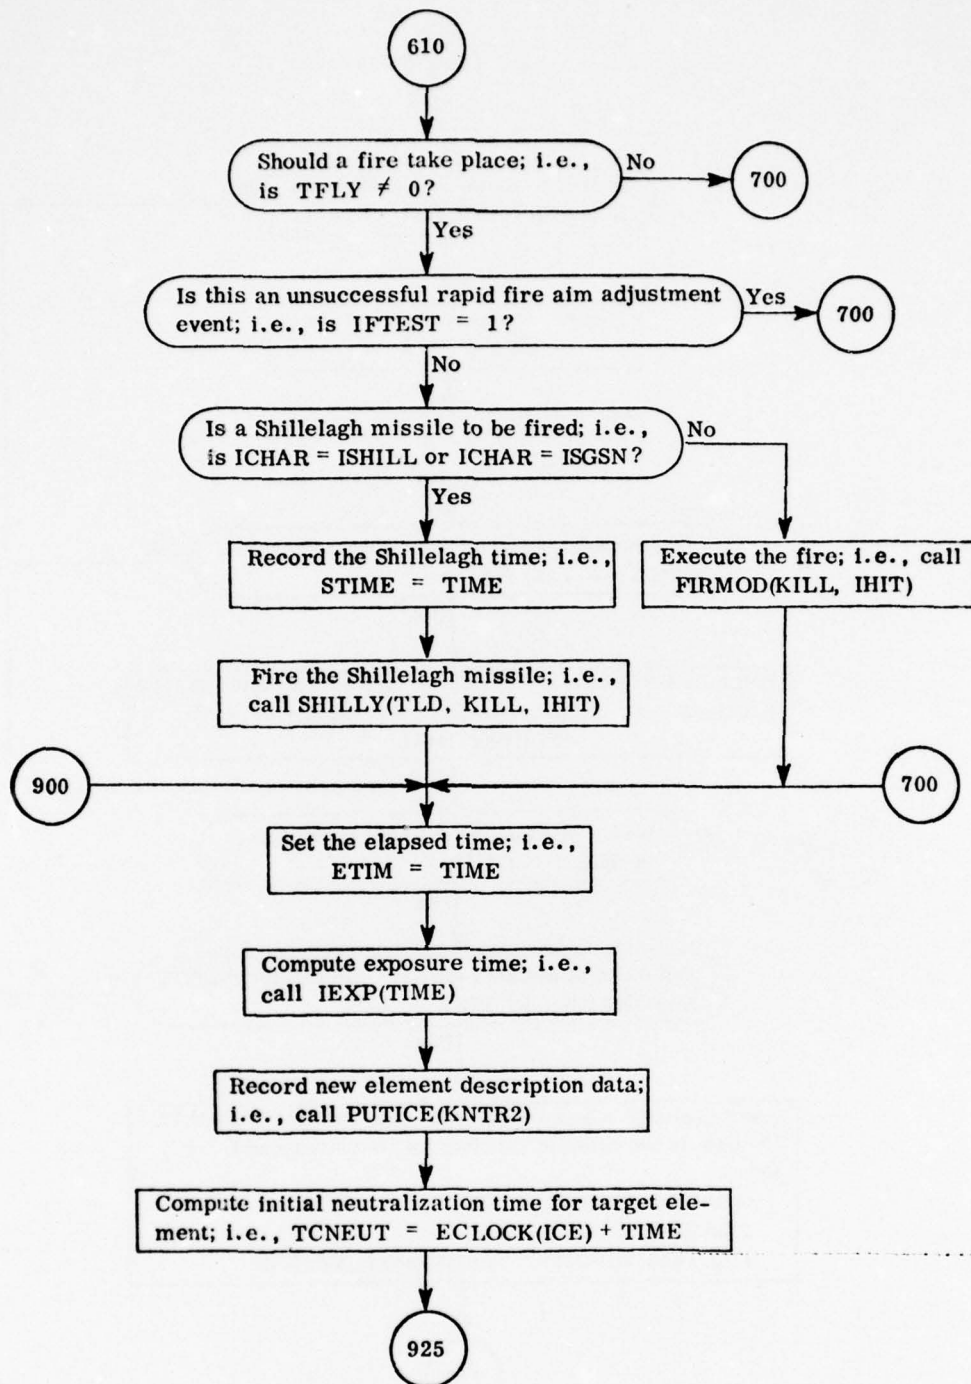 610
Should a fire take place; i.e.,
is TFLY ≠ 0?
No
700
Yes
Is this an unsuccessful rapid fire aim adjustment
event; i.e., is IFTEST = 1?
Yes
700
No
Is a Shillelagh missile to be fired; i.e.,
is ICHAR = ISHILL or ICHAR = ISGSN?
No
Yes
Record the Shillelagh time; i.e.,
STIME = TIME
Execute the fire; i.e., call
FIRMOD(KILL, IHIT)
Fire the Shillelagh missile; i.e.,
call SHILLY(TLD, KILL, IHIT)
900
700
Set the elapsed time; i.e.,
ETIM = TIME
Compute exposure time; i.e.,
call IEXP(TIME)
Record new element description data;
i.e., call PUTICE(KNTR2)
Compute initial neutralization time for target ele-
ment; i.e., TCNEUT = ECLOCK(ICE) + TIME
925